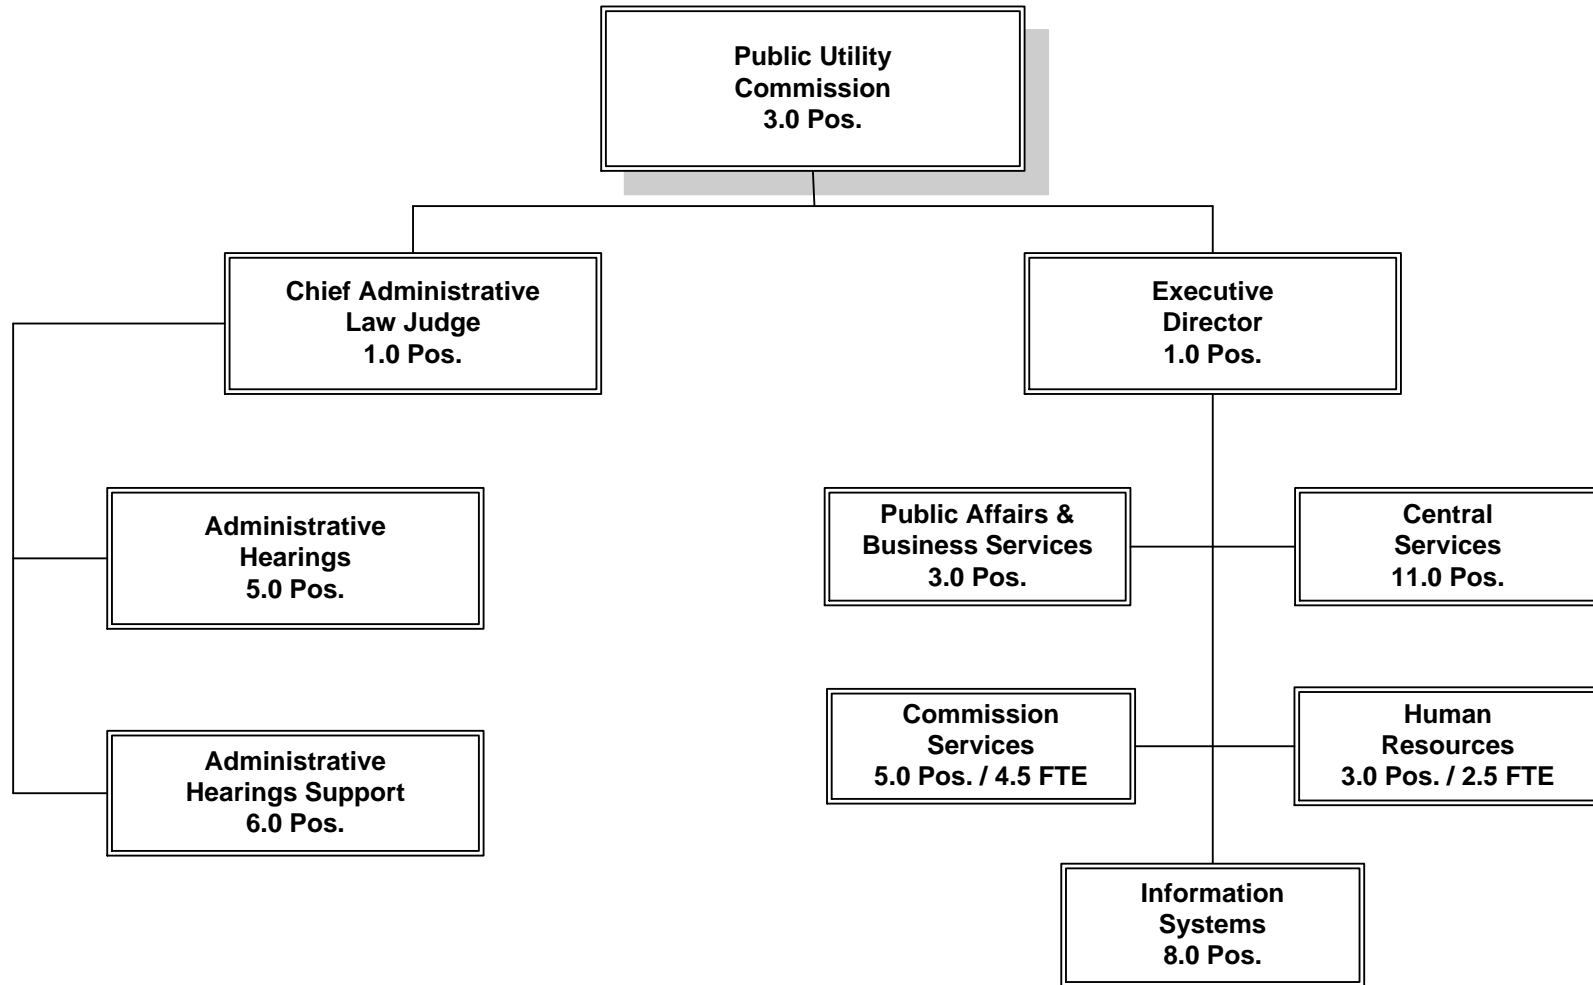 Public Utility
Commission
3.0 Pos.
Chief Administrative
Law Judge
1.0 Pos.
Executive
Director
1.0 Pos.
Administrative
Hearings
5.0 Pos.
Public Affairs &
Business Services
3.0 Pos.
Central
Services
11.0 Pos.
Administrative
Hearings Support
6.0 Pos.
Commission
Services
5.0 Pos. / 4.5 FTE
Human
Resources
3.0 Pos. / 2.5 FTE
Information
Systems
8.0 Pos.